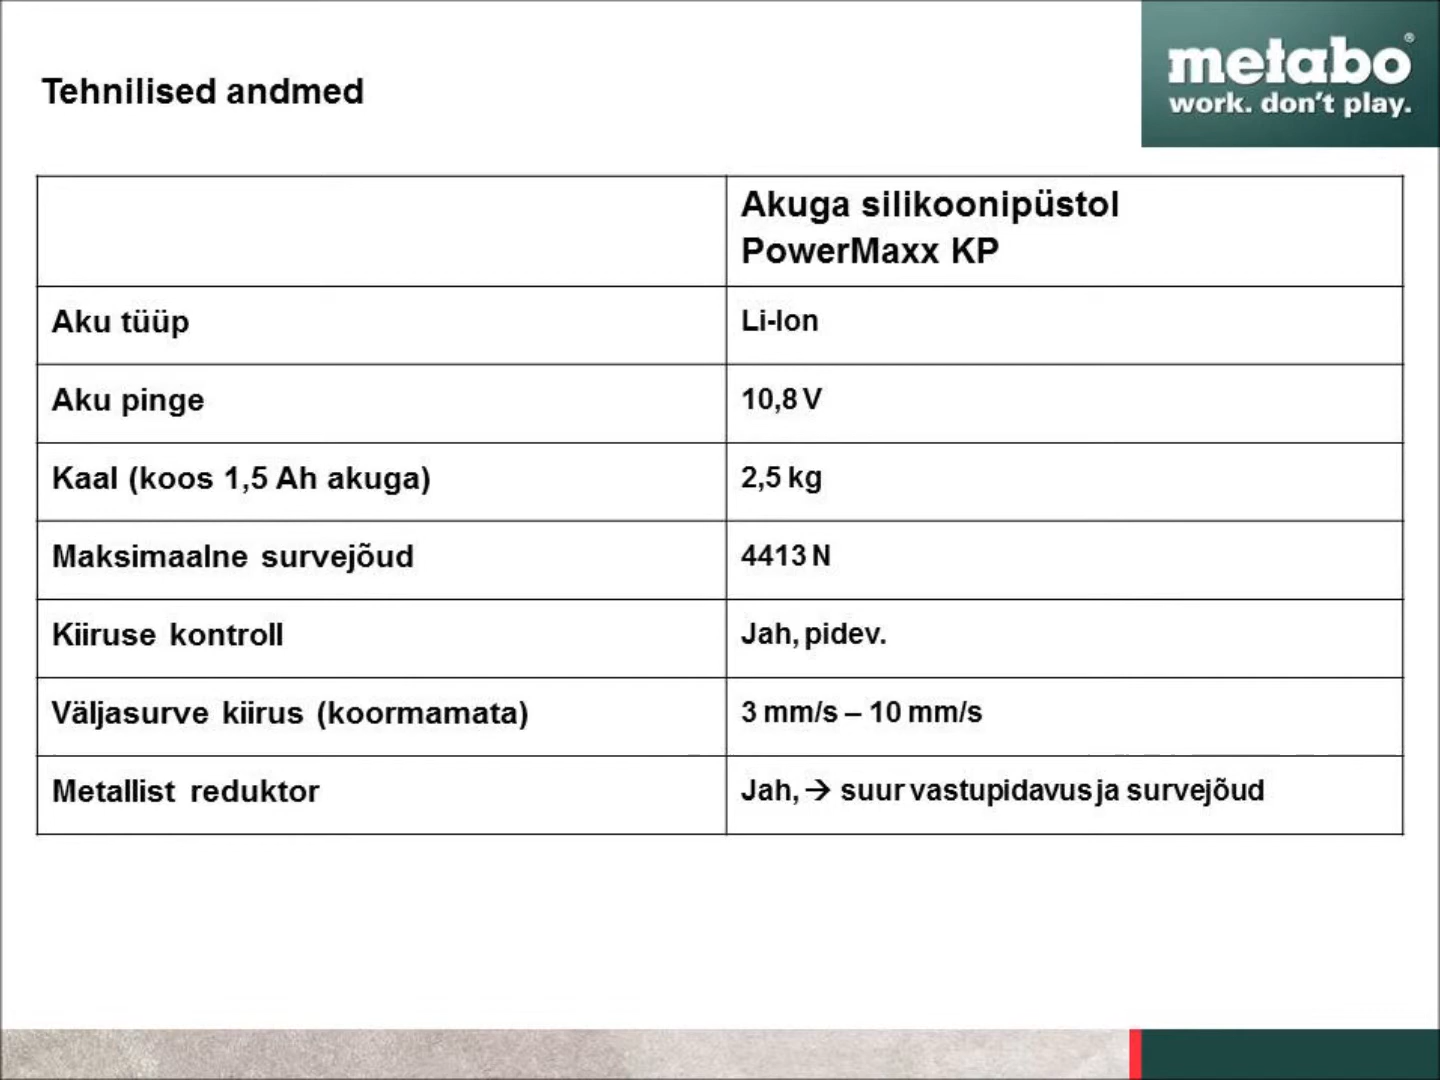 metabo®
work. don't play.
Tehnilised andmed
Akuga silikoonipüstol
PowerMaxx KP
Aku tüüp
Li-Ion
Aku pinge
10,8 V
Kaal (koos 1,5 Ah akuga)
2,5 kg
Maksimaalne survejõud
4413 N
Kiiruse kontroll
Jah, pidev.
Väljasurve kiirus (koormamata)
3 mm/s – 10 mm/s
Metallist reduktor
Jah, → suur vastupidavus ja survejõud